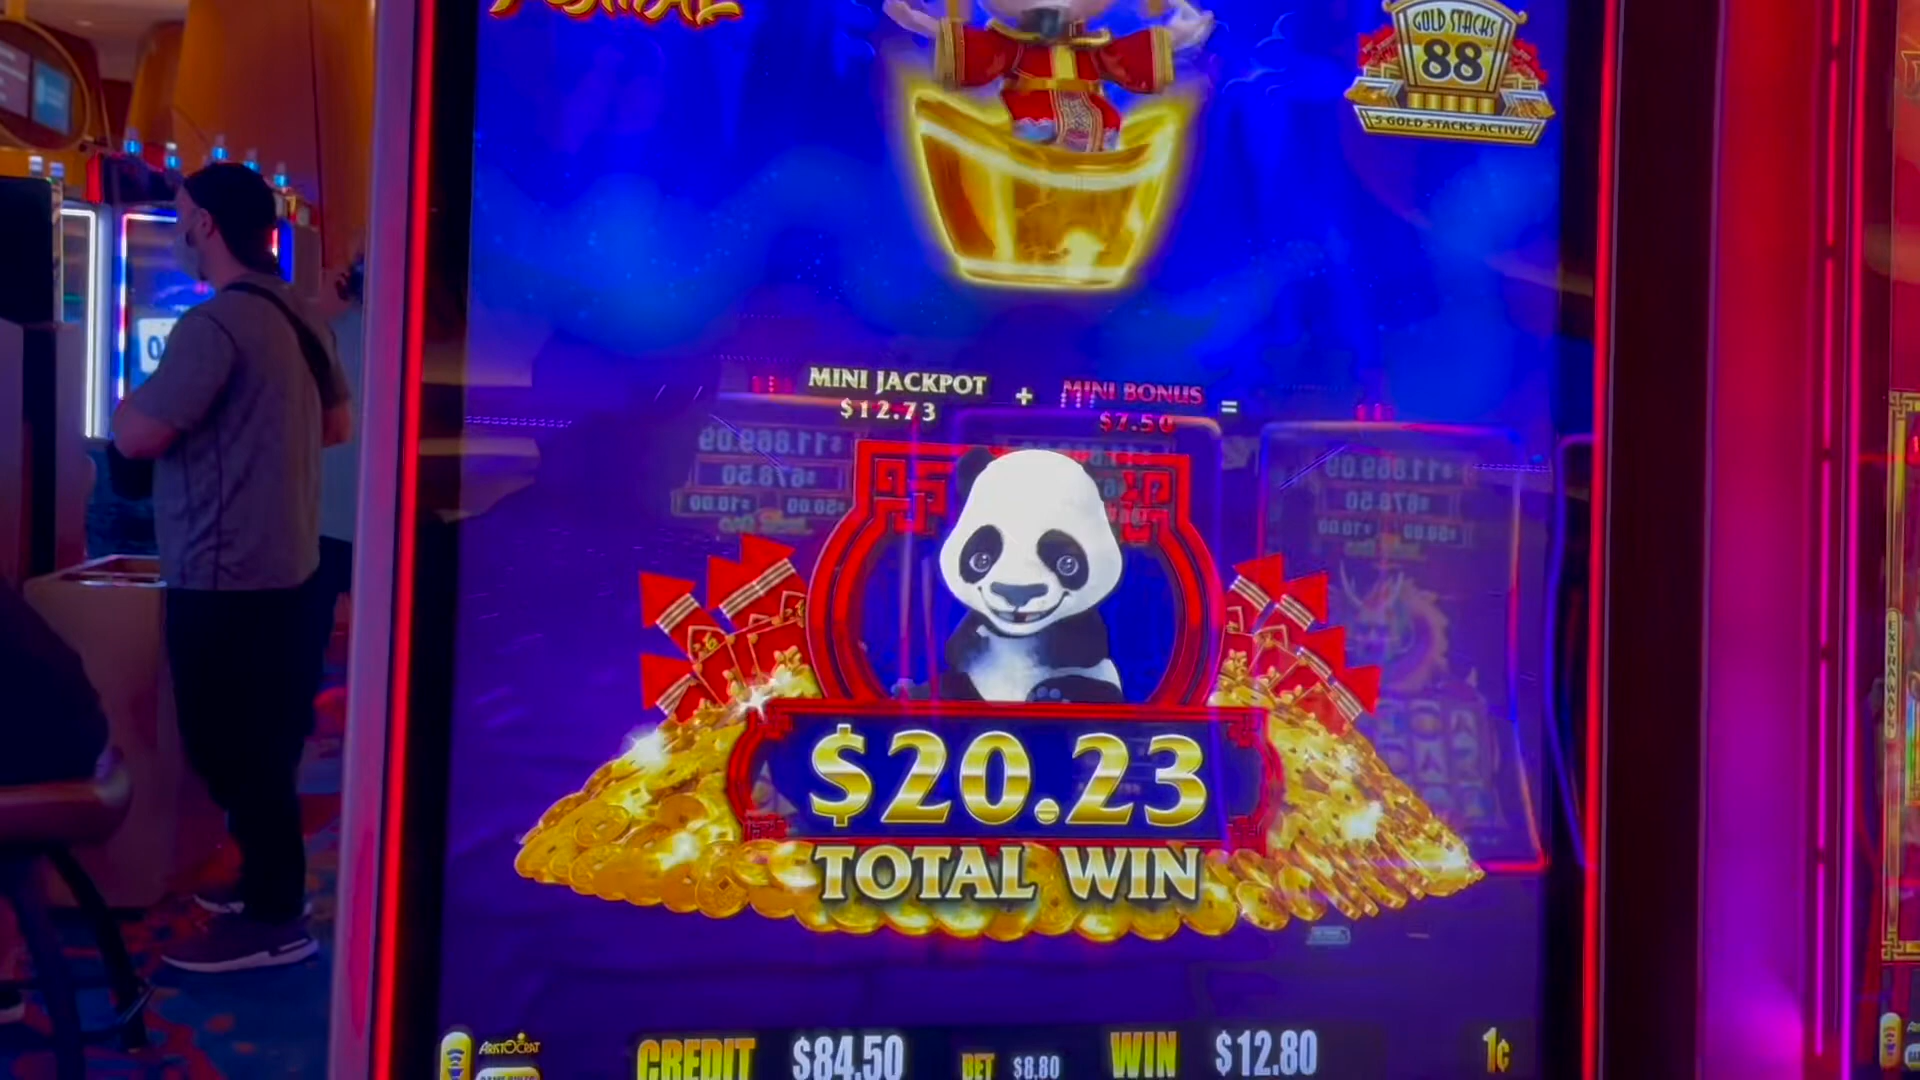 GOLD STACKS
88
5 GOLD STACKS ACTIVE
MINI JACKPOT + MINI BONUS =
$12.73 $7.50
$20.23
TOTAL WIN
ARISTOCRAT
CREDIT $84.50 BET $8.80 WIN $12.80 1¢